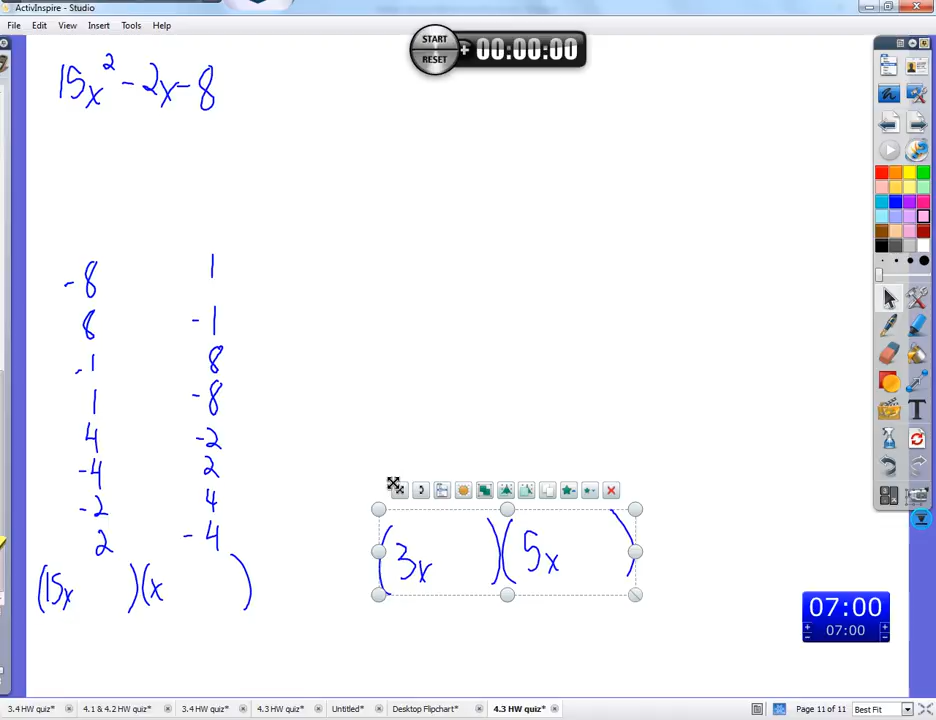 ActivInspire - Studio
File Edit View Insert Tools Help
START
RESET
00:00:00
15x² - 2x - 8
-8 1
8 -1
-1 8
1 -8
4 -2
-4 2
-2 4
2 -4
(15x )(x )
(3x )(5x )
T
07:00
07:00
3.4 HW quiz* 4.1 & 4.2 HW quiz* 3.4 HW quiz* 3.3 HW quiz* Untitled* Desktop Flipchart* 4.3 HW quiz* Page 11 of 11 Best Fit